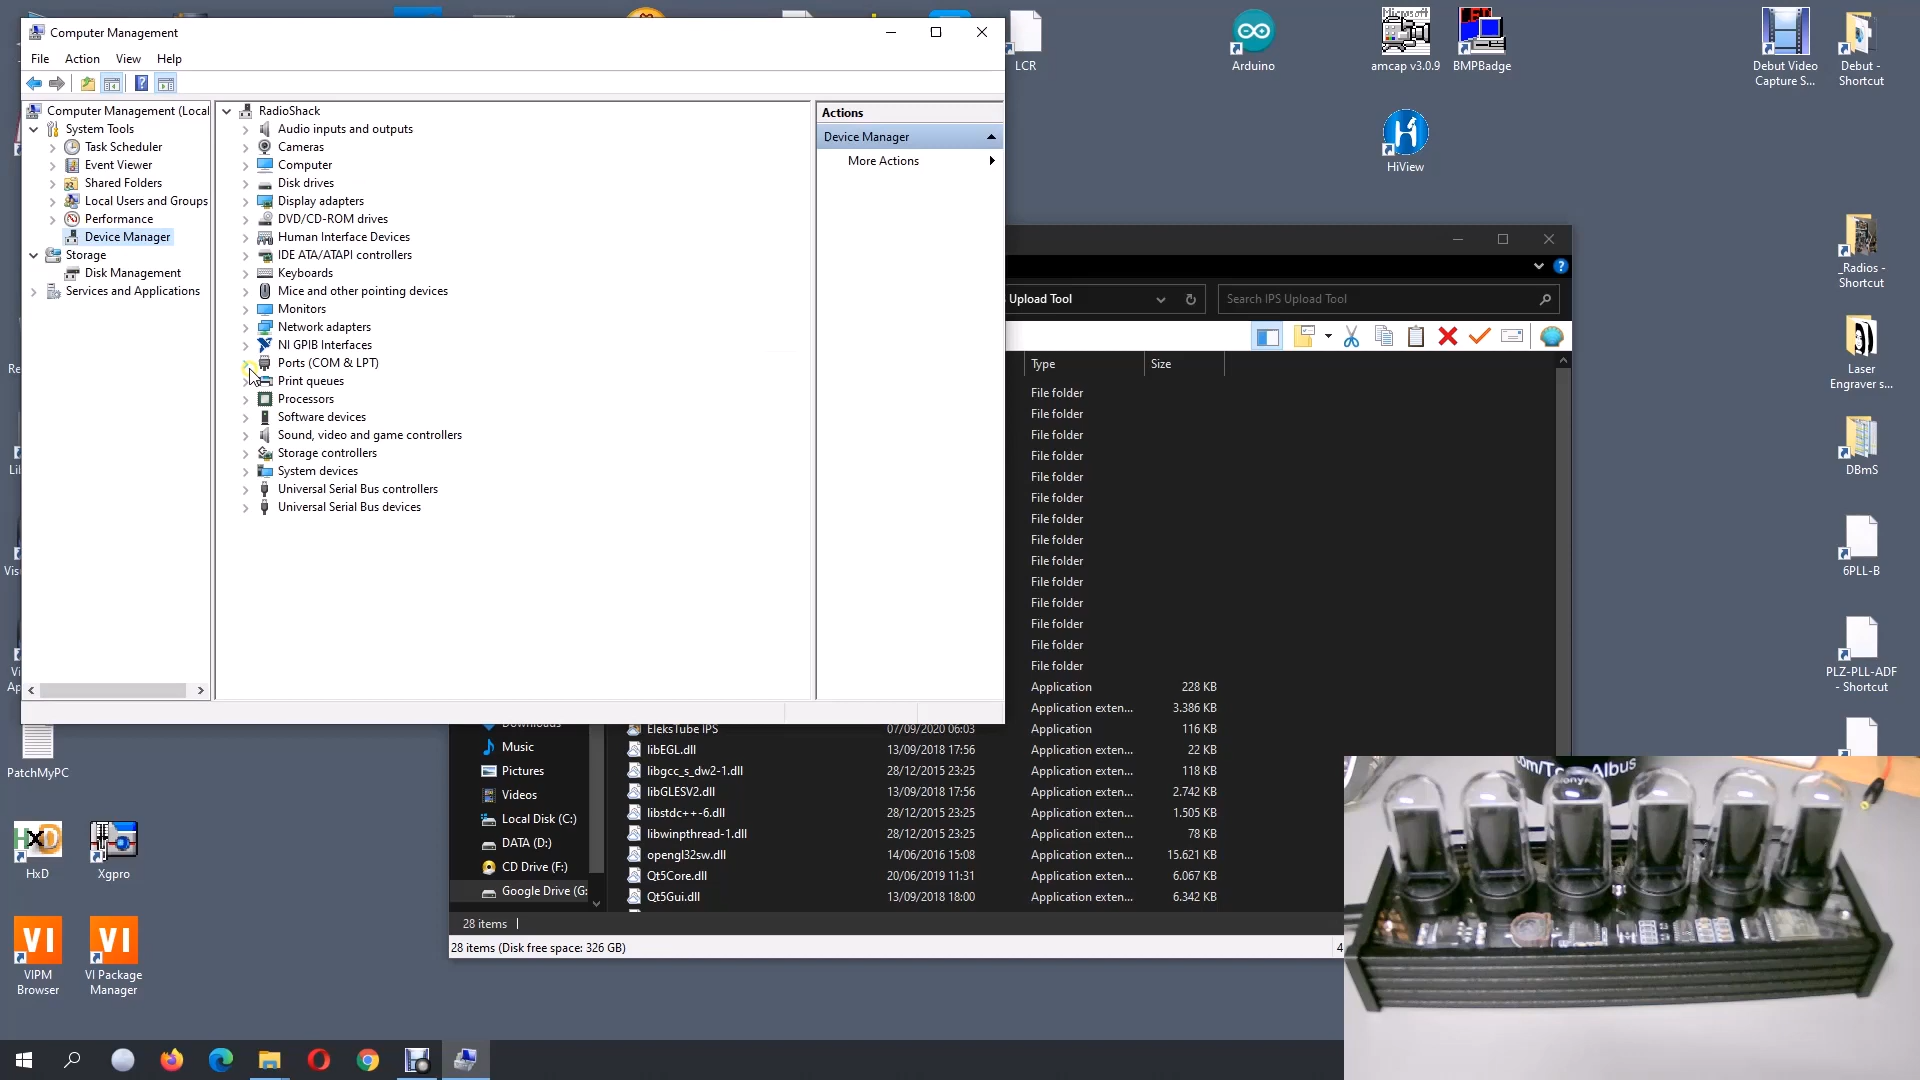 Computer Management
File Action View Help
Computer Management (Local
System Tools
Task Scheduler
Event Viewer
Shared Folders
Local Users and Groups
Performance
Device Manager
Storage
Disk Management
Services and Applications
RadioShack
Audio inputs and outputs
Cameras
Computer
Disk drives
Display adapters
DVD/CD-ROM drives
Human Interface Devices
IDE ATA/ATAPI controllers
Keyboards
Mice and other pointing devices
Monitors
Network adapters
NI GPIB Interfaces
Ports (COM & LPT)
Print queues
Processors
Software devices
Sound, video and game controllers
Storage controllers
System devices
Universal Serial Bus controllers
Universal Serial Bus devices
Actions
Device Manager
More Actions
LCR
Arduino
Microsoft
amcap v3.0.9
LED
BMPBadge
HiView
Debut Video
Capture S...
Debut -
Shortcut
_Radios -
Shortcut
Laser
Engraver s...
DBmS
6PLL-B
PLZ-PLL-ADF
- Shortcut
Upload Tool
Search IPS Upload Tool
Type Size
File folder
File folder
File folder
File folder
File folder
File folder
File folder
File folder
File folder
File folder
File folder
File folder
File folder
File folder
Application 228 KB
Application exten... 3.386 KB
EleksTube IPS 07/09/2020 06:03 Application 116 KB
libEGL.dll 13/09/2018 17:56 Application exten... 22 KB
libgcc_s_dw2-1.dll 28/12/2015 23:25 Application exten... 118 KB
libGLESV2.dll 13/09/2018 17:56 Application exten... 2.742 KB
libstdc++-6.dll 28/12/2015 23:25 Application exten... 1.505 KB
libwinpthread-1.dll 28/12/2015 23:25 Application exten... 78 KB
opengl32sw.dll 14/06/2016 15:08 Application exten... 15.621 KB
Qt5Core.dll 20/06/2019 11:31 Application exten... 6.067 KB
Qt5Gui.dll 13/09/2018 18:00 Application exten... 6.342 KB
Downloads
Music
Pictures
Videos
Local Disk (C:)
DATA (D:)
CD Drive (F:)
Google Drive (G:
28 items
28 items (Disk free space: 326 GB)
4
Re
Lil
Vis
Vi
Ap
PatchMyPC
HxD
HxD
Xgpro
VI
VIPM
Browser
VI
VI Package
Manager
Albus